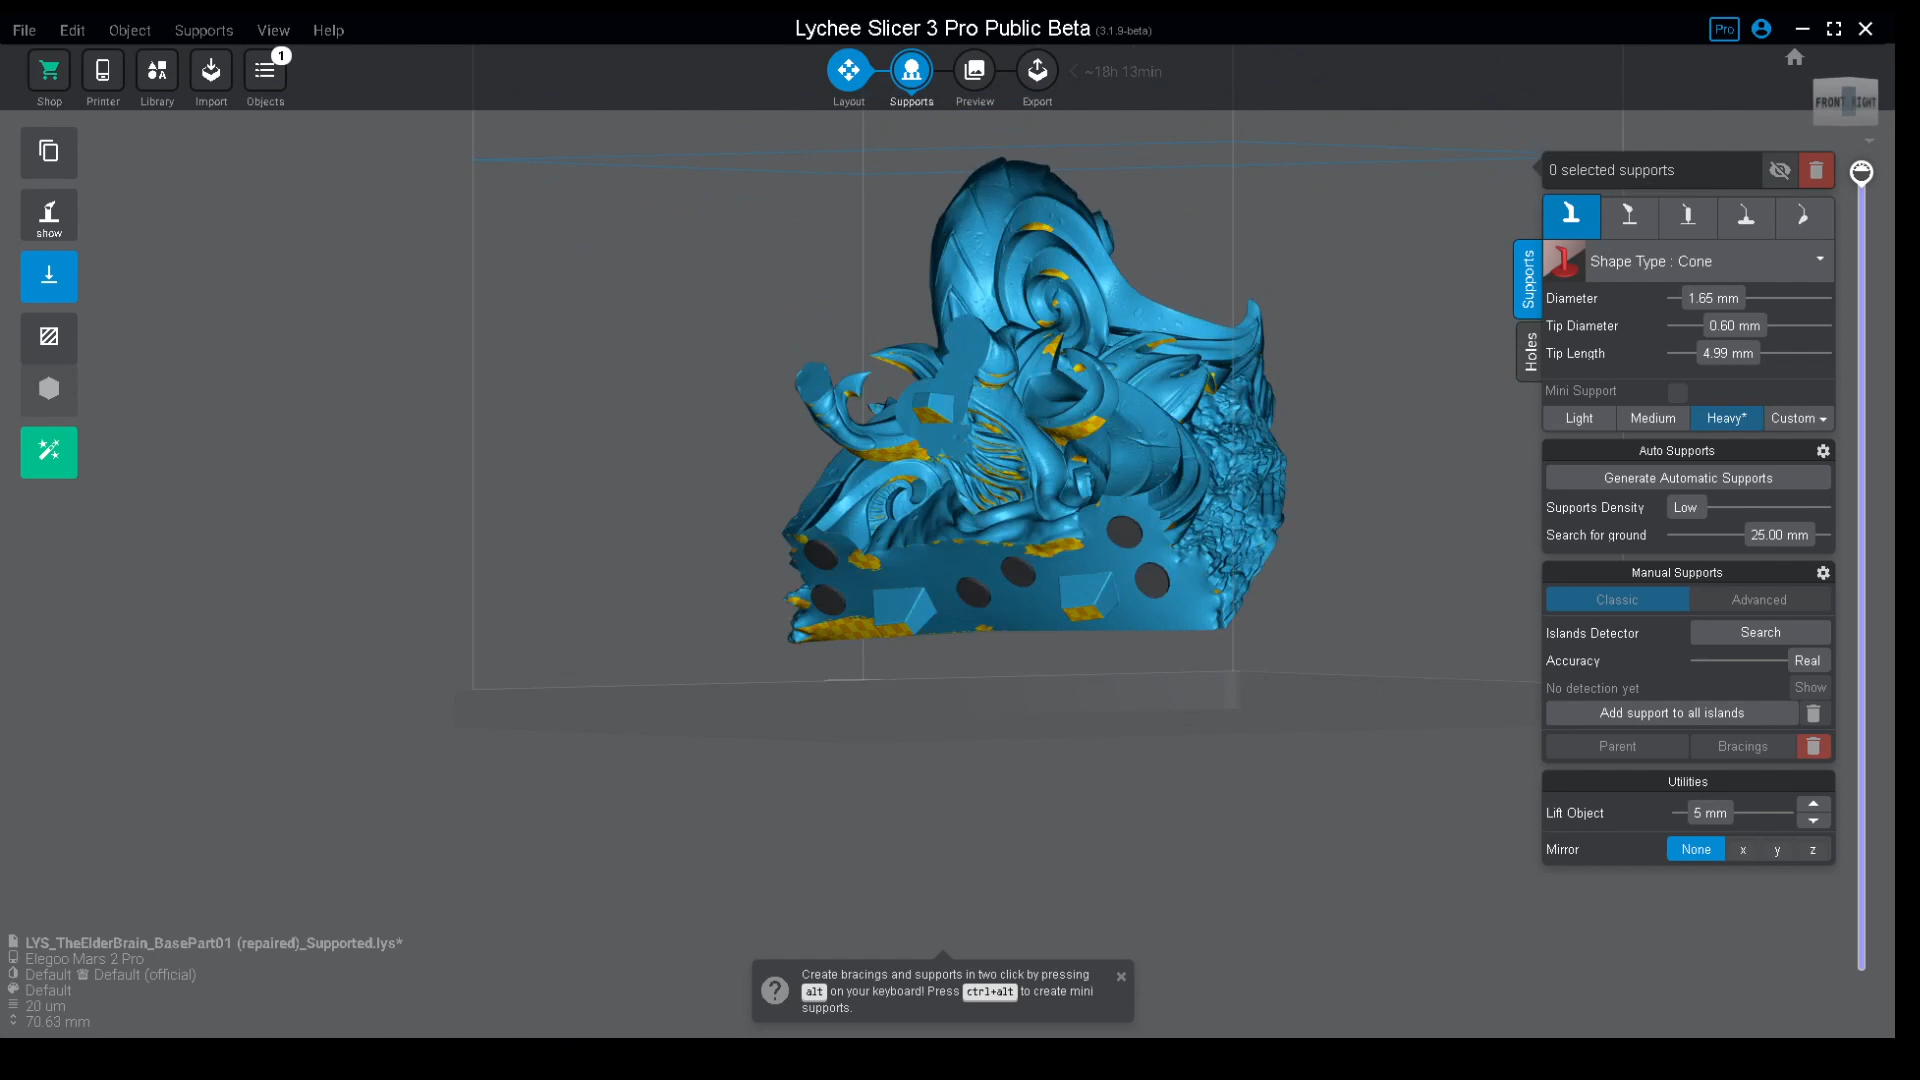 File Edit Object Supports View Help
Lychee Slicer 3 Pro Public Beta (3.1.9-beta)
Pro
1
Shop Printer Library Import Objects
Layout Supports Preview Export
~18h 13min
FRONT RIGHT
show
0 selected supports
Supports
Holes
Shape Type : Cone
Diameter 1.65 mm
Tip Diameter 0.60 mm
Tip Length 4.99 mm
Mini Support
Light Medium Heavy* Custom
Auto Supports
Generate Automatic Supports
Supports Density Low
Search for ground 25.00 mm
Manual Supports
Classic Advanced
Islands Detector Search
Accuracy Real
No detection yet Show
Add support to all islands
Parent Bracings
Utilities
Lift Object 5 mm
Mirror None x y z
LYS_TheElderBrain_BasePart01 (repaired)_Supported.lys*
Elegoo Mars 2 Pro
Default Default (official)
Default
20 um
70.63 mm
Create bracings and supports in two click by pressing
alt on your keyboard! Press ctrl+alt to create mini
supports.